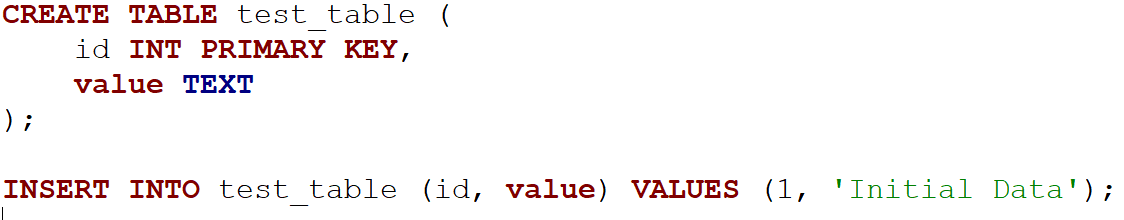 CREATE TABLE test_table (
    id INT PRIMARY KEY,
    value TEXT
);

INSERT INTO test_table (id, value) VALUES (1, 'Initial Data');